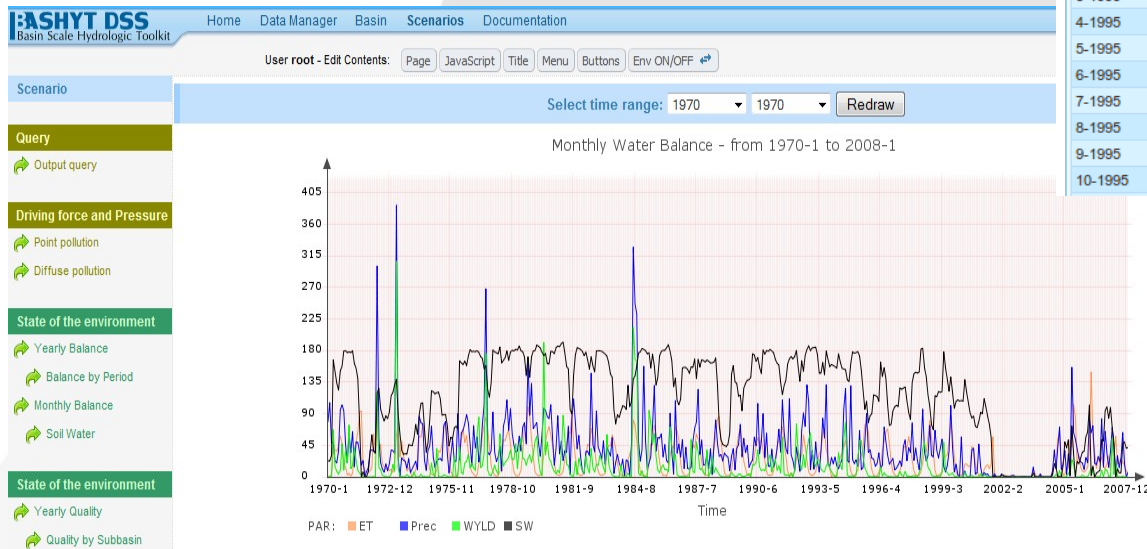 BASHYT DSS
Basin Scale Hydrologic Toolkit
Home Data Manager Basin Scenarios Documentation
User root - Edit Contents: Page JavaScript Title Menu Buttons Env ON/OFF
Scenario
Query
Output query
Driving force and Pressure
Point pollution
Diffuse pollution
State of the environment
Yearly Balance
Balance by Period
Monthly Balance
Soil Water
State of the environment
Yearly Quality
Quality by Subbasin
Select time range: 1970 1970 Redraw
Monthly Water Balance - from 1970-1 to 2008-1
405
360
315
270
225
180
135
90
45
0
1970-1 1972-12 1975-11 1978-10 1981-9 1984-8 1987-7 1990-6 1993-5 1996-4 1999-3 2002-2 2005-1 2007-12
Time
PAR: ET Prec WYLD SW
4-1995
5-1995
6-1995
7-1995
8-1995
9-1995
10-1995